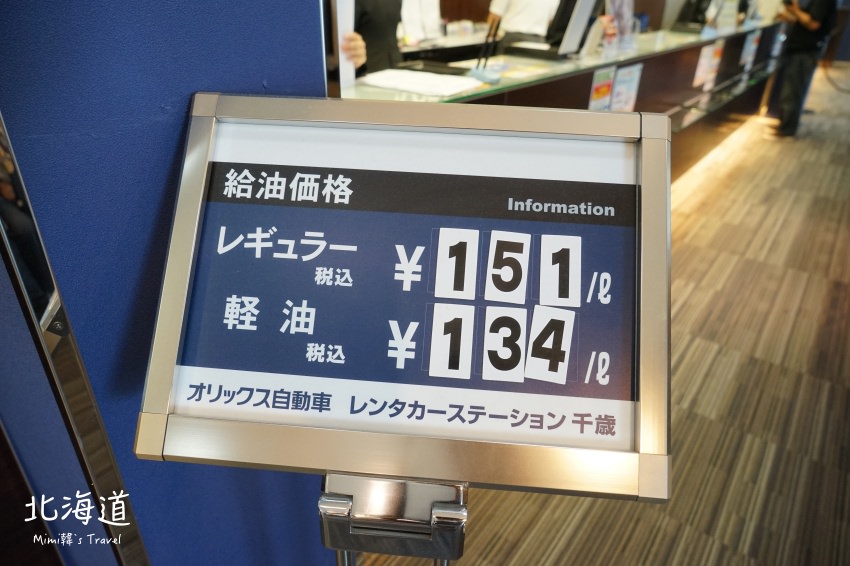 給油価格
Information
レギュラー
税込
¥151/ℓ
軽油
税込
¥134/ℓ
オリックス自動車 レンタカーステーション 千歳
北海道
Mimi韓's Travel